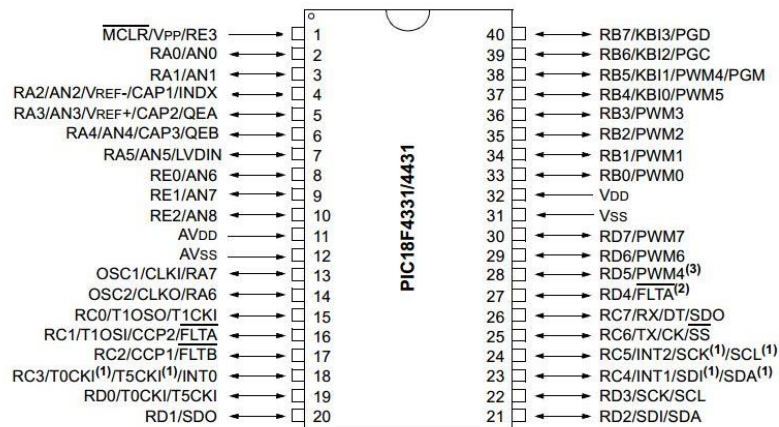 MCLR/VPP/RE3 1 40 RB7/KBI3/PGD
RA0/AN0 2 39 RB6/KBI2/PGC
RA1/AN1 3 38 RB5/KBI1/PWM4/PGM
RA2/AN2/VREF-/CAP1/INDX 4 37 RB4/KBI0/PWM5
RA3/AN3/VREF+/CAP2/QEA 5 36 RB3/PWM3
RA4/AN4/CAP3/QEB 6 35 RB2/PWM2
RA5/AN5/LVDIN 7 34 RB1/PWM1
RE0/AN6 8 33 RB0/PWM0
RE1/AN7 9 32 VDD
RE2/AN8 10 31 VSS
AVDD 11 30 RD7/PWM7
AVSS 12 29 RD6/PWM6
OSC1/CLKI/RA7 13 28 RD5/PWM4(3)
OSC2/CLKO/RA6 14 27 RD4/FLTA(2)
RC0/T1OSO/T1CKI 15 26 RC7/RX/DT/SDO
RC1/T1OSI/CCP2/FLTA 16 25 RC6/TX/CK/SS
RC2/CCP1/FLTB 17 24 RC5/INT2/SCK(1)/SCL(1)
RC3/T0CKI(1)/T5CKI(1)/INT0 18 23 RC4/INT1/SDI(1)/SDA(1)
RD0/T0CKI/T5CKI 19 22 RD3/SCK/SCL
RD1/SDO 20 21 RD2/SDI/SDA
PIC18F4331/4431